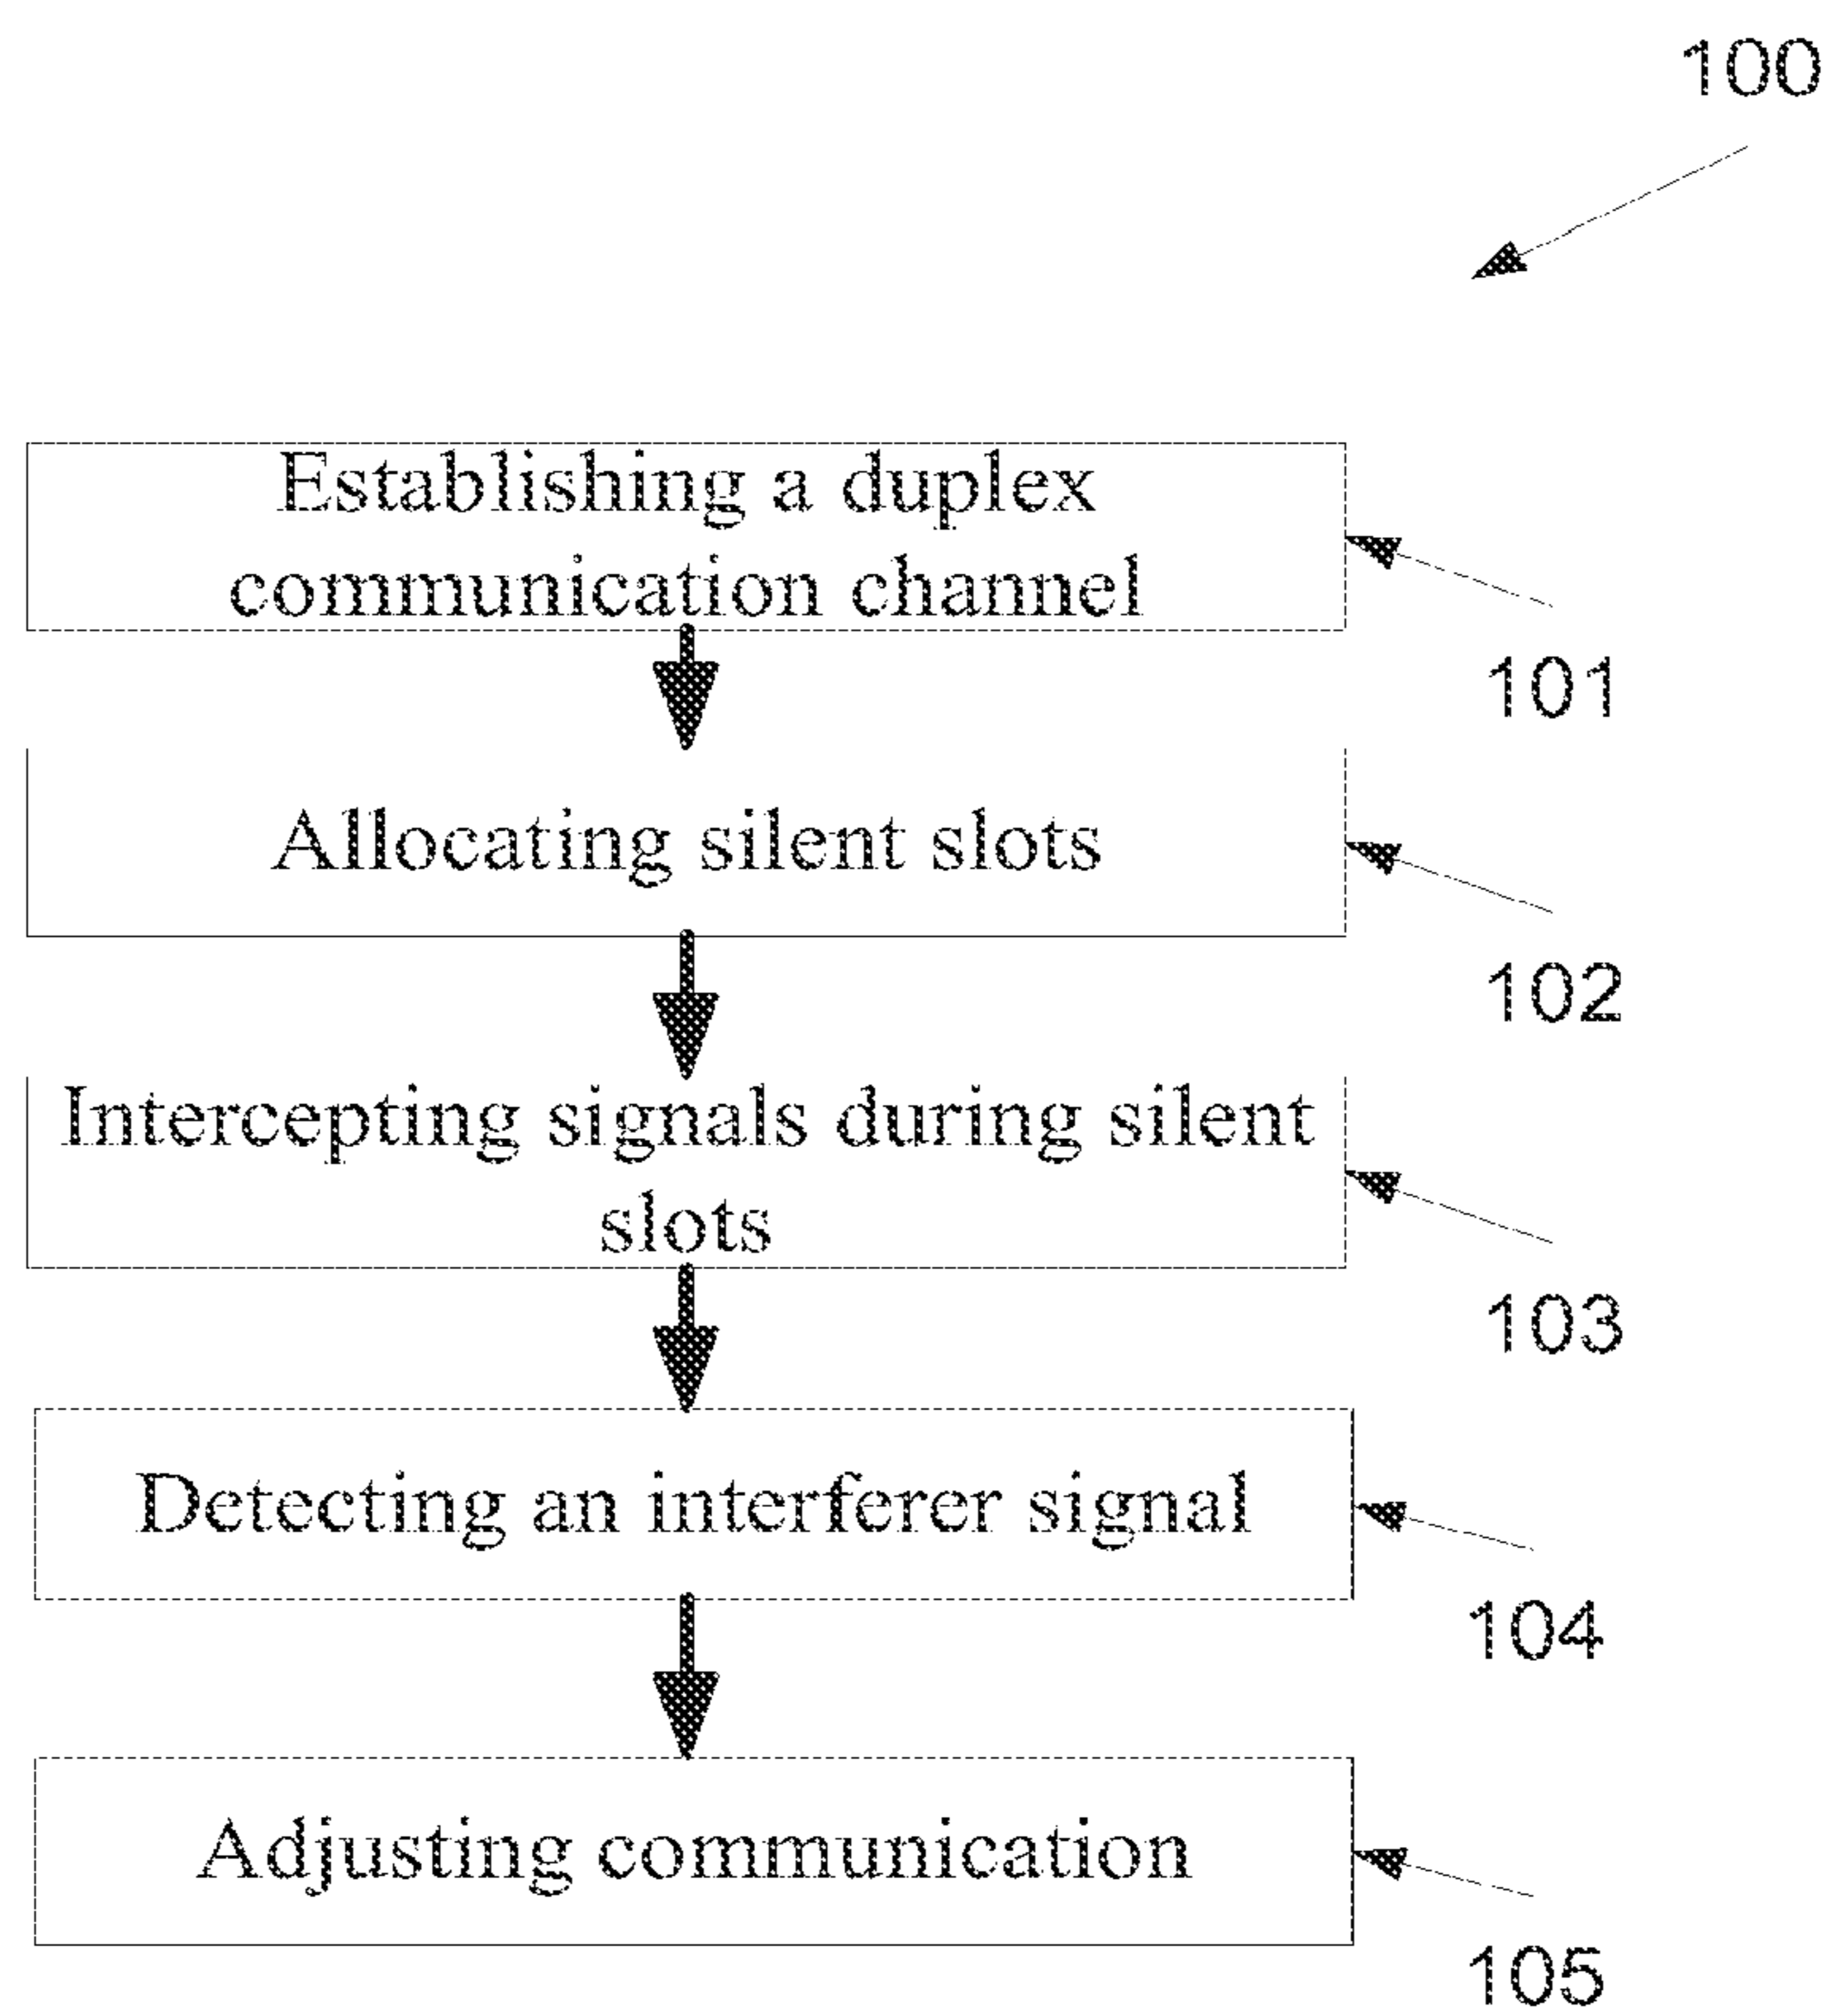 100
Establishing a duplex
communication channel
101
Allocating silent slots
102
Intercepting signals during silent
slots
103
Detecting an interferer signal
104
Adjusting communication
105